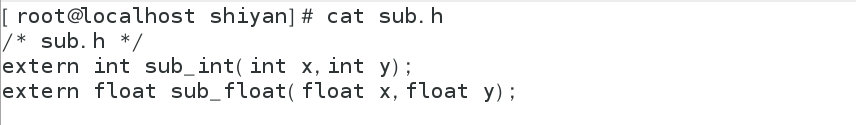 [root@localhost shiyan]# cat sub.h
/* sub.h */
extern int sub_int(int x,int y);
extern float sub_float(float x,float y);